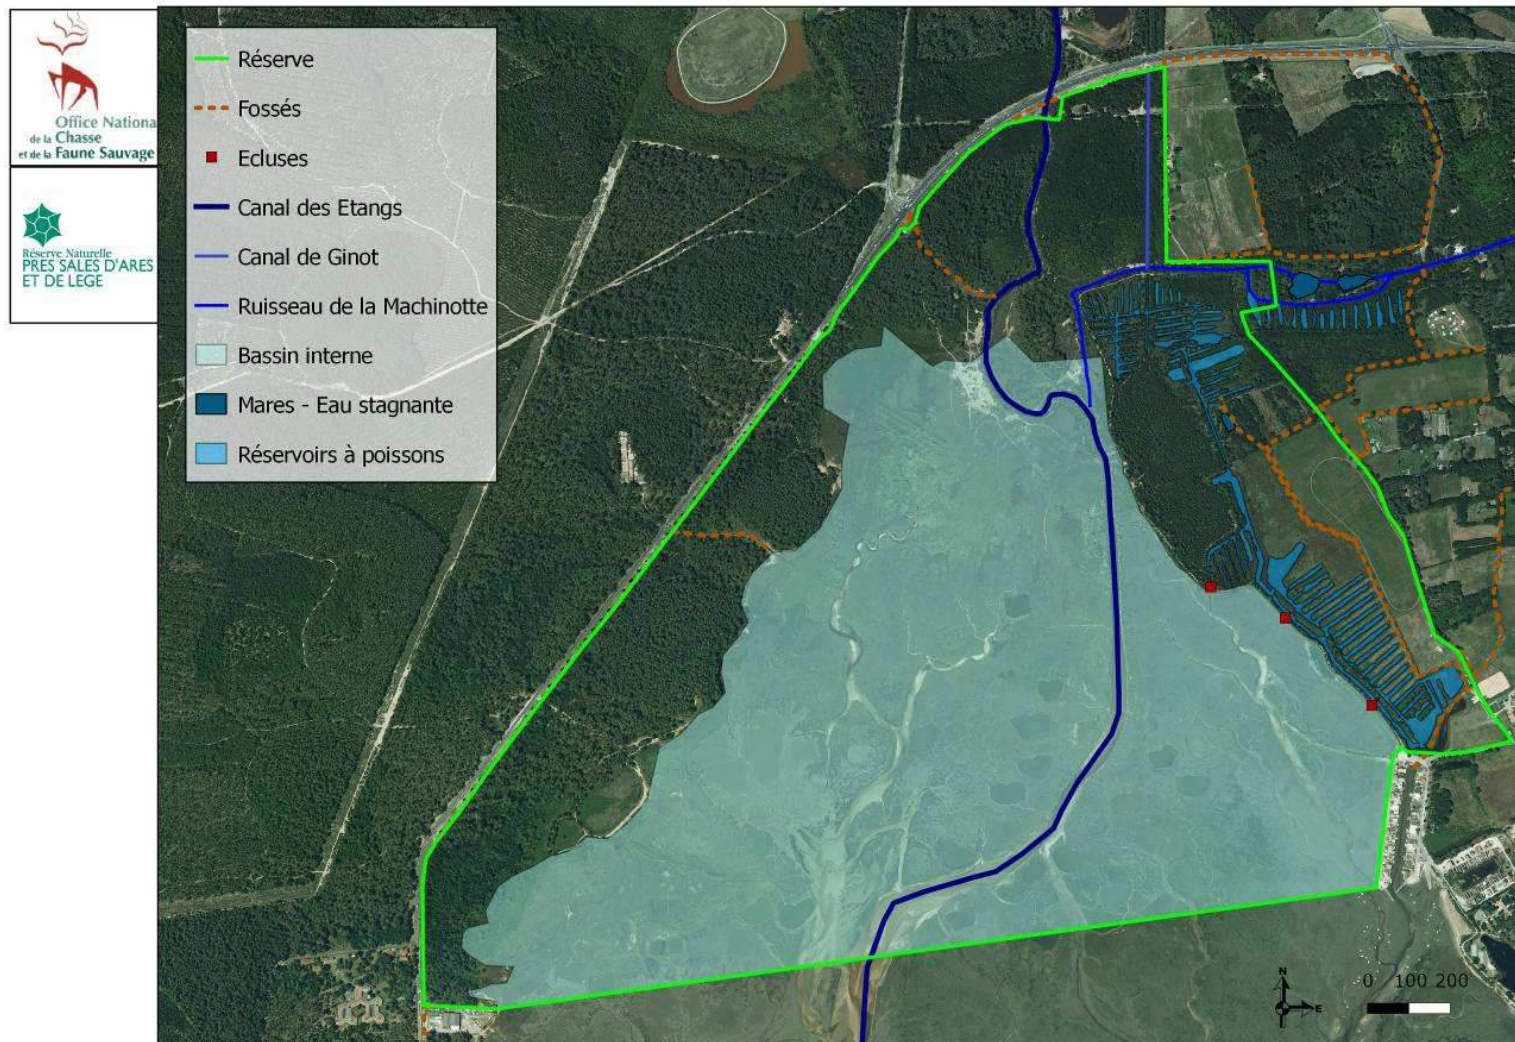 Office Nationa
de la Chasse
et de la Faune Sauvage
Réserve Naturelle
PRES SALES D'ARES
ET DE LEGE
Réserve
Fossés
Ecluses
Canal des Etangs
Canal de Ginot
Ruisseau de la Machinotte
Bassin interne
Mares - Eau stagnante
Réservoirs à poissons
N
E
0 100 200